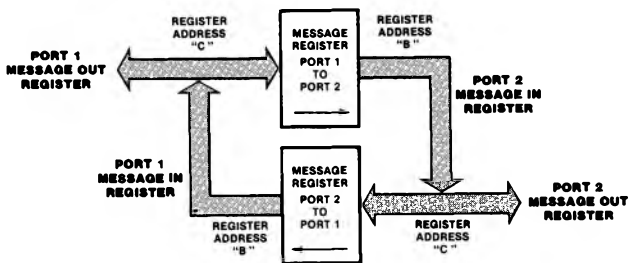 REGISTER
ADDRESS
"C"
PORT 1
MESSAGE OUT
REGISTER
MESSAGE
REGISTER
PORT 1
TO
PORT 2
REGISTER
ADDRESS
"B"
PORT 2
MESSAGE IN
REGISTER
PORT 1
MESSAGE IN
REGISTER
REGISTER
ADDRESS
"B"
MESSAGE
REGISTER
PORT 2
TO
PORT 1
REGISTER
ADDRESS
"C"
PORT 2
MESSAGE OUT
REGISTER